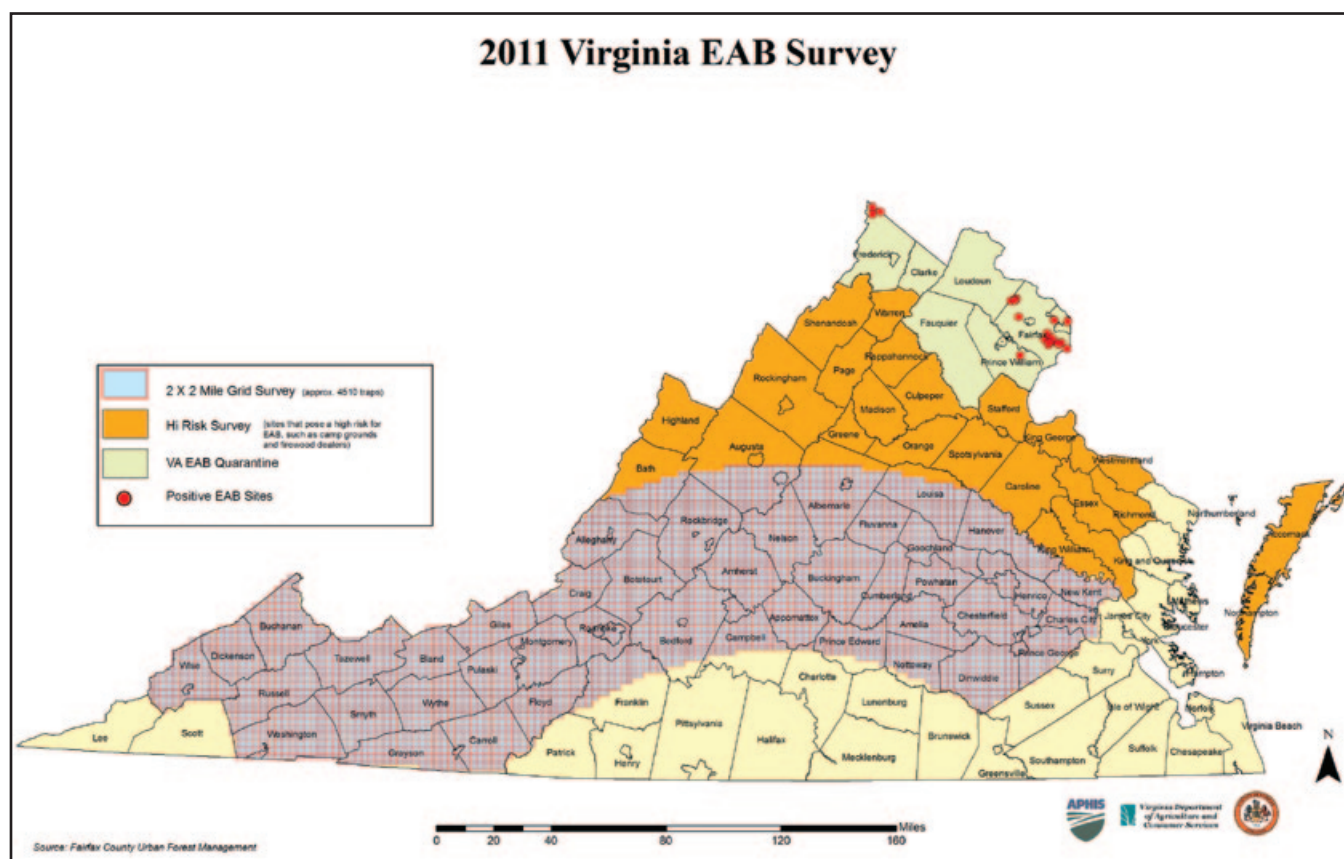 2011 Virginia EAB Survey
2 X 2 Mile Grid Survey (approx. 4510 traps)
Hi Risk Survey (sites that pose a high risk for
EAB, such as camp grounds
and firewood dealers)
VA EAB Quarantine
Positive EAB Sites
Frederick
Clarke
Loudoun
Fauquier
Fairfax
Prince William
Shenandoah
Warren
Rappahannock
Page
Rockingham
Culpeper
Madison
Stafford
Highland
Greene
Orange
King George
Augusta
Spotsylvania
Westmoreland
Bath
Caroline
Essex
Richmond
Northumberland
Accomack
Louisa
Albemarle
Rockbridge
Fluvanna
Hanover
Alleghany
Nelson
Goochland
King William
King and Queen
Botetourt
Amherst
Buckingham
Powhatan
Henrico
New Kent
Craig
Cumberland
Chesterfield
Charles City
James City
Mathews
Gloucester
Northampton
Appomattox
Amelia
York
Giles
Roanoke
Buchanan
Montgomery
Bedford
Campbell
Prince Edward
Prince George
Dickenson
Tazewell
Bland
Pulaski
Nottoway
Surry
Hampton
Wise
Charlotte
Dinwiddie
Russell
Wythe
Floyd
Franklin
Lunenburg
Sussex
Isle of Wight
Norfolk
Smyth
Pittsylvania
Virginia Beach
Lee
Scott
Washington
Carroll
Halifax
Brunswick
Grayson
Patrick
Henry
Mecklenburg
Southampton
Suffolk
Chesapeake
Greensville
N
APHIS
Virginia Department
of Agriculture and
Consumer Services
Miles
0 20 40 80 120 160
Source: Fairfax County Urban Forest Management